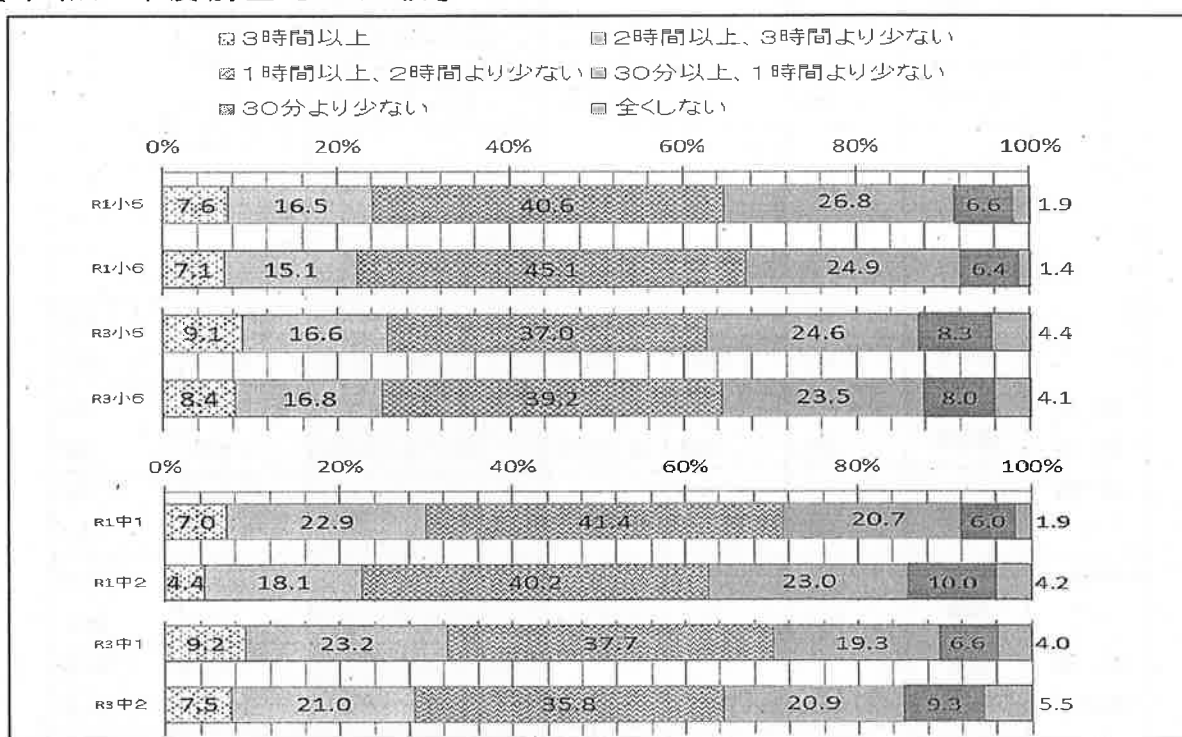 3時間以上 2時間以上、3時間より少ない
1時間以上、2時間より少ない 30分以上、1時間より少ない
30分より少ない 全くしない
0% 20% 40% 60% 80% 100%
R1小5 7.6 16.5 40.6 26.8 6.6 1.9
R1小6 7.1 15.1 45.1 24.9 6.4 1.4
R3小5 9.1 16.6 37.0 24.6 8.3 4.4
R3小6 8.4 16.8 39.2 23.5 8.0 4.1
0% 20% 40% 60% 80% 100%
R1中1 7.0 22.9 41.4 20.7 6.0 1.9
R1中2 4.4 18.1 40.2 23.0 10.0 4.2
R3中1 9.2 23.2 37.7 19.3 6.6 4.0
R3中2 7.5 21.0 35.8 20.9 9.3 5.5